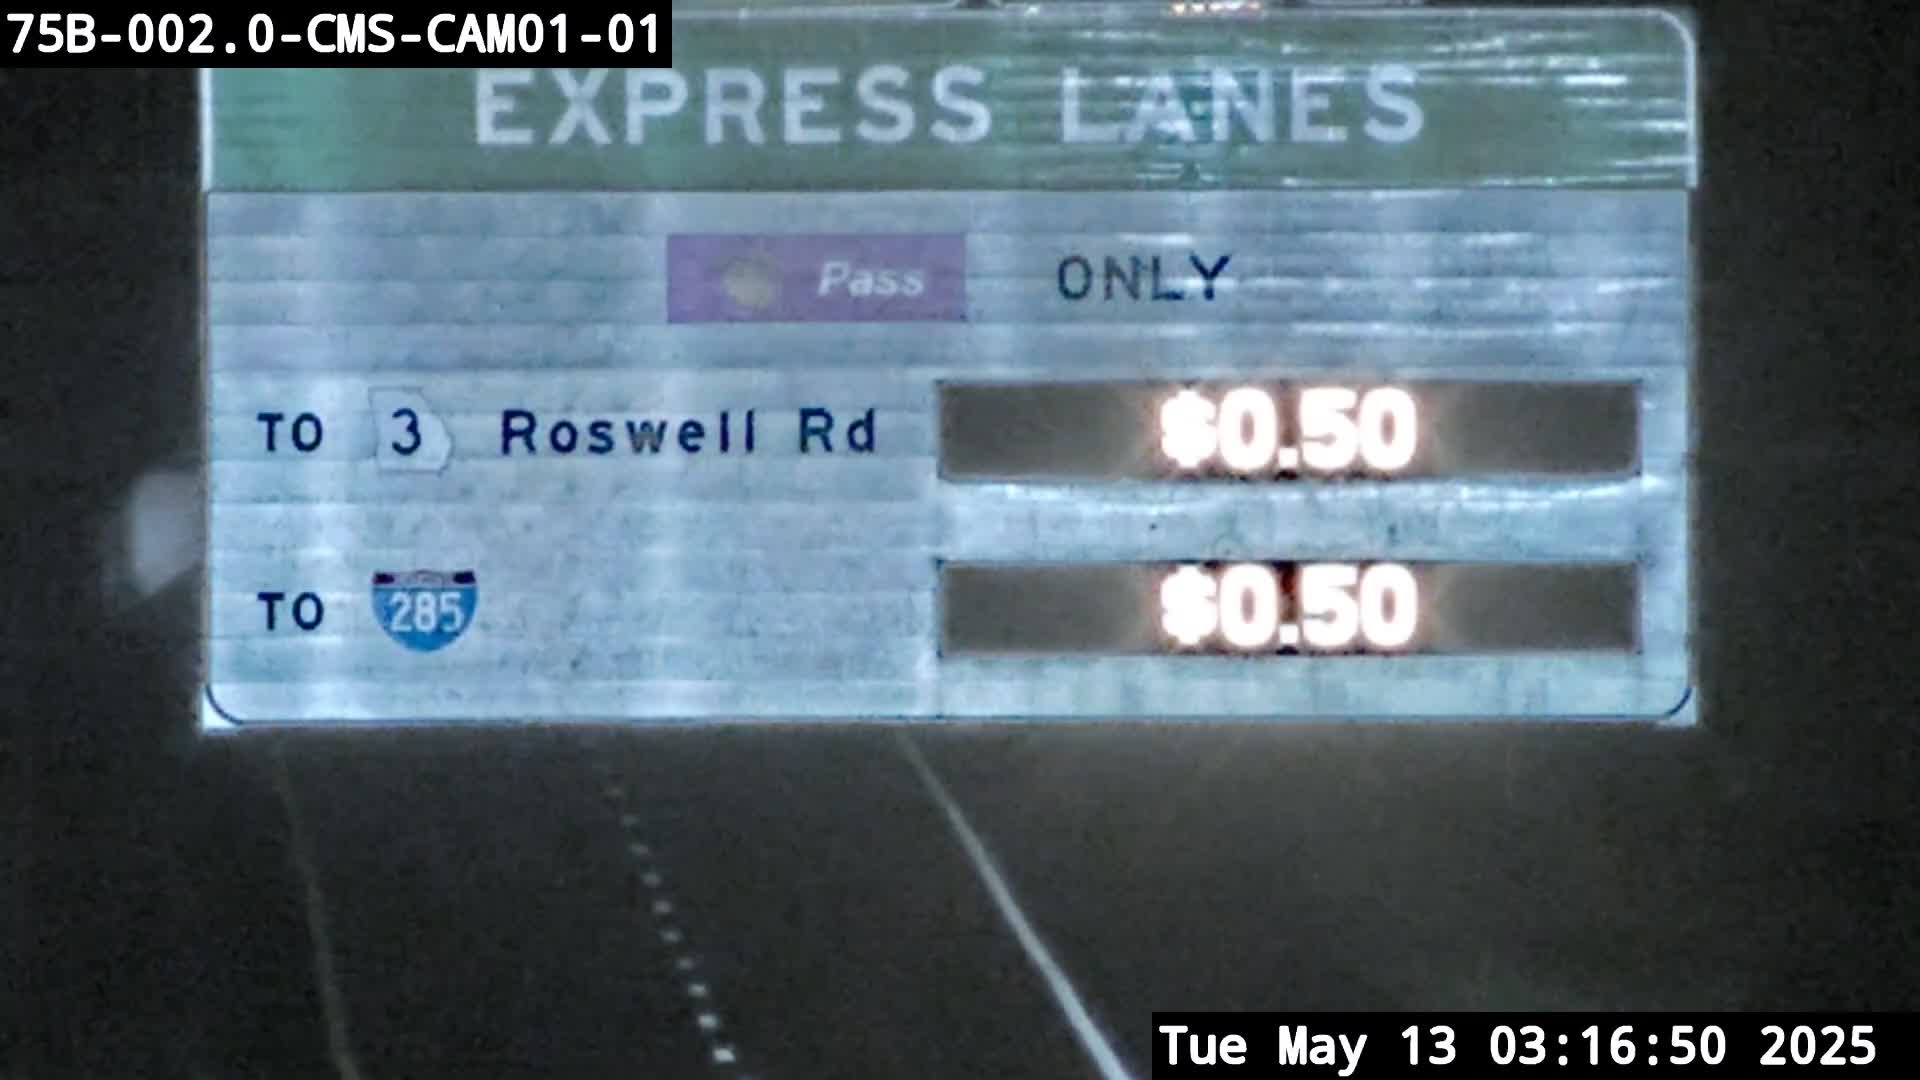 75B-002.0-CMS-CAM01-01
EXPRESS LANES
Pass ONLY
TO 3 Roswell Rd $0.50
TO 285 $0.50
Tue May 13 03:16:50 2025